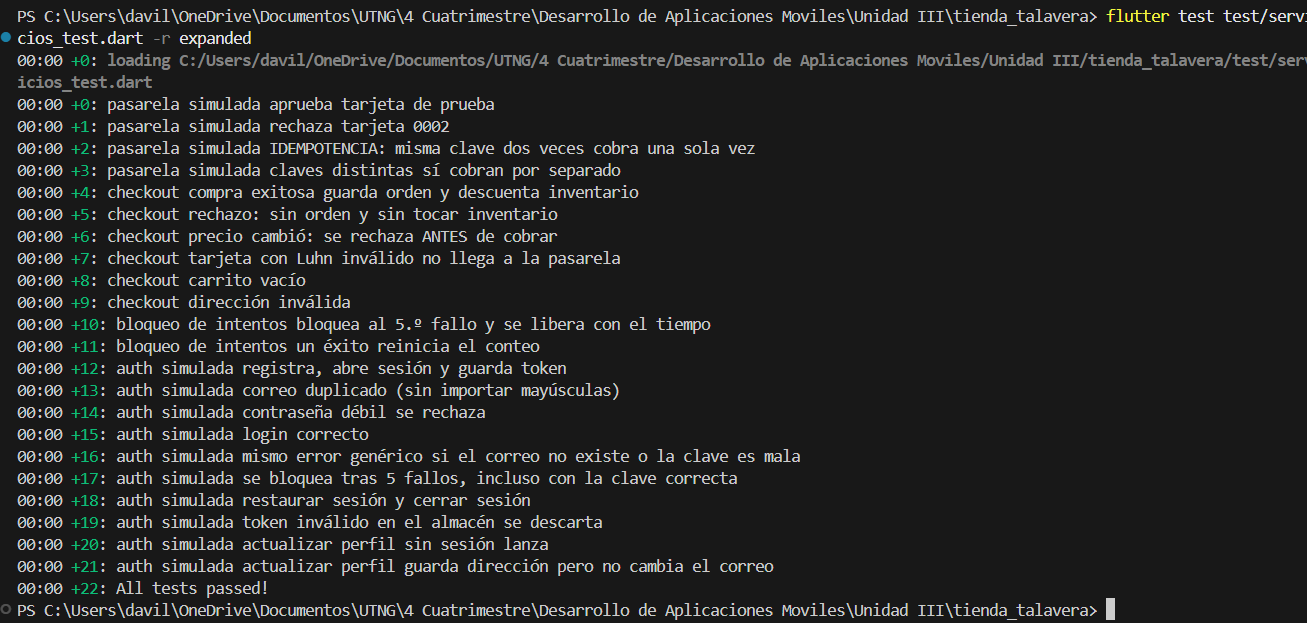 PS C:\Users\davil\OneDrive\Documentos\UTNG\4 Cuatrimestre\Desarrollo de Aplicaciones Moviles\Unidad III\tienda_talavera> flutter test test/servi
cios_test.dart -r expanded
00:00 +0: loading C:/Users/davil/OneDrive/Documentos/UTNG/4 Cuatrimestre/Desarrollo de Aplicaciones Moviles/Unidad III/tienda_talavera/test/serv
icios_test.dart
00:00 +0: pasarela simulada aprueba tarjeta de prueba
00:00 +1: pasarela simulada rechaza tarjeta 0002
00:00 +2: pasarela simulada IDEMPOTENCIA: misma clave dos veces cobra una sola vez
00:00 +3: pasarela simulada claves distintas sí cobran por separado
00:00 +4: checkout compra exitosa guarda orden y descuenta inventario
00:00 +5: checkout rechazo: sin orden y sin tocar inventario
00:00 +6: checkout precio cambió: se rechaza ANTES de cobrar
00:00 +7: checkout tarjeta con Luhn inválido no llega a la pasarela
00:00 +8: checkout carrito vacío
00:00 +9: checkout dirección inválida
00:00 +10: bloqueo de intentos bloquea al 5.º fallo y se libera con el tiempo
00:00 +11: bloqueo de intentos un éxito reinicia el conteo
00:00 +12: auth simulada registra, abre sesión y guarda token
00:00 +13: auth simulada correo duplicado (sin importar mayúsculas)
00:00 +14: auth simulada contraseña débil se rechaza
00:00 +15: auth simulada login correcto
00:00 +16: auth simulada mismo error genérico si el correo no existe o la clave es mala
00:00 +17: auth simulada se bloquea tras 5 fallos, incluso con la clave correcta
00:00 +18: auth simulada restaurar sesión y cerrar sesión
00:00 +19: auth simulada token inválido en el almacén se descarta
00:00 +20: auth simulada actualizar perfil sin sesión lanza
00:00 +21: auth simulada actualizar perfil guarda dirección pero no cambia el correo
00:00 +22: All tests passed!
PS C:\Users\davil\OneDrive\Documentos\UTNG\4 Cuatrimestre\Desarrollo de Aplicaciones Moviles\Unidad III\tienda_talavera>